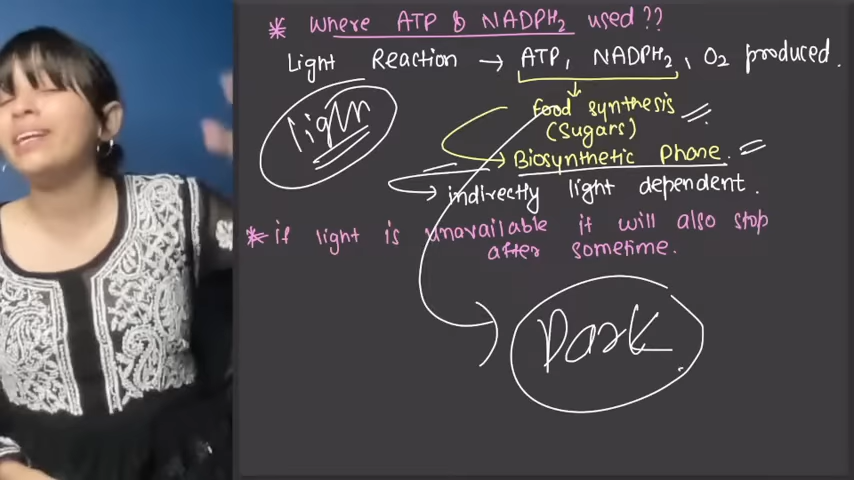 * Where ATP & NADPH₂ used??
Light Reaction → ATP, NADPH₂, O₂ produced.
light
Food synthesis
(Sugars)
Biosynthetic Phone.
→ indirectly light dependent.
* if light is unavailable it will also stop
after sometime.
Dark